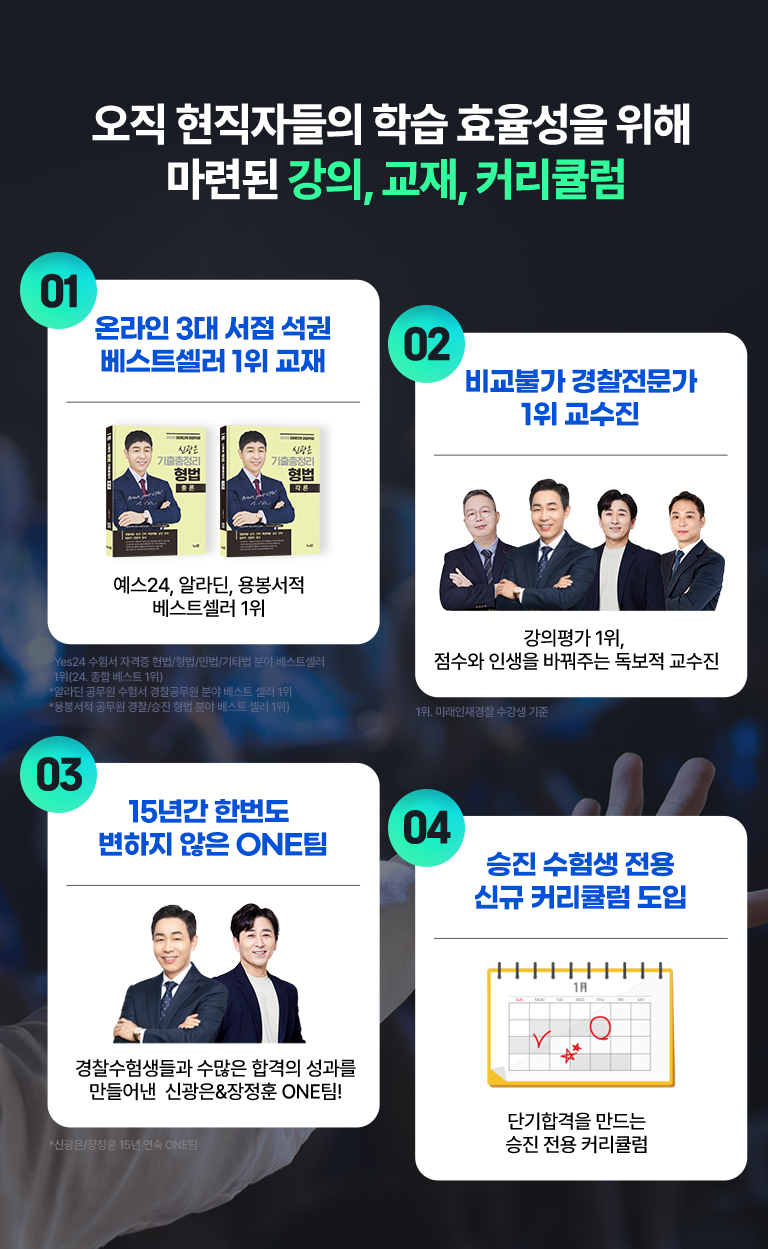 오직 현직자들의 학습 효율성을 위해
마련된 강의, 교재, 커리큘럼
01
온라인 3대 서점 석권
베스트셀러 1위 교재
신광은
기출총정리
형법
총론
신광은
기출총정리
형법
각론
예스24, 알라딘, 용봉서적
베스트셀러 1위
*Yes24 수험서 자격증 헌법/형법/민법/기타법 분야 베스트셀러
1위(24. 종합 베스트 1위)
*알라딘 공무원 수험서 경찰공무원 분야 베스트 셀러 1위
*용봉서적 공무원 경찰/승진 형법 분야 베스트 셀러 1위)
02
비교불가 경찰전문가
1위 교수진
강의평가 1위,
점수와 인생을 바꿔주는 독보적 교수진
1위. 미래인재경찰 수강생 기준
03
15년간 한번도
변하지 않은 ONE팀
경찰수험생들과 수많은 합격의 성과를
만들어낸 신광은&장정훈 ONE팀!
*신광은/장정훈 15년 연속 ONE팀
04
승진 수험생 전용
신규 커리큘럼 도입
1月
SUN MON TUE WED THU FRI SAT
단기합격을 만드는
승진 전용 커리큘럼